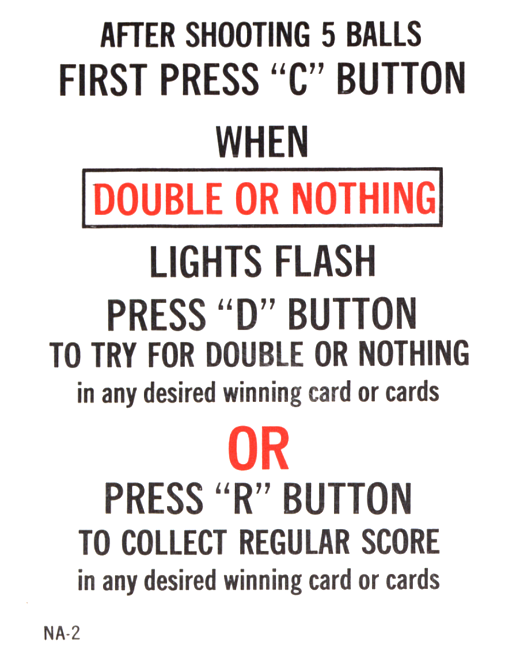 AFTER SHOOTING 5 BALLS
FIRST PRESS “C” BUTTON
WHEN
DOUBLE OR NOTHING
LIGHTS FLASH
PRESS “D” BUTTON
TO TRY FOR DOUBLE OR NOTHING
in any desired winning card or cards
OR
PRESS “R” BUTTON
TO COLLECT REGULAR SCORE
in any desired winning card or cards
NA-2